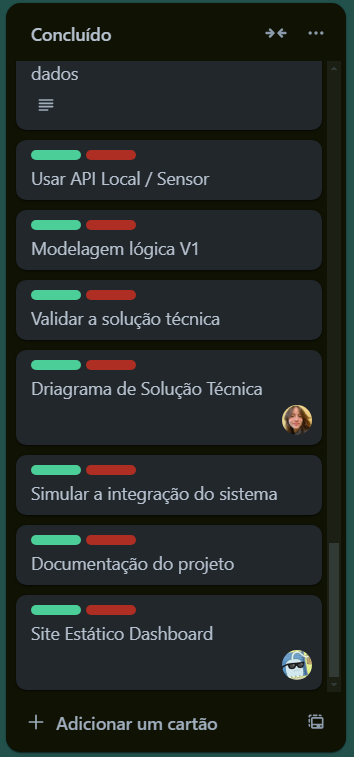 Concluído
dados
Usar API Local / Sensor
Modelagem lógica V1
Validar a solução técnica
Driagrama de Solução Técnica
Simular a integração do sistema
Documentação do projeto
Site Estático Dashboard
Adicionar um cartão